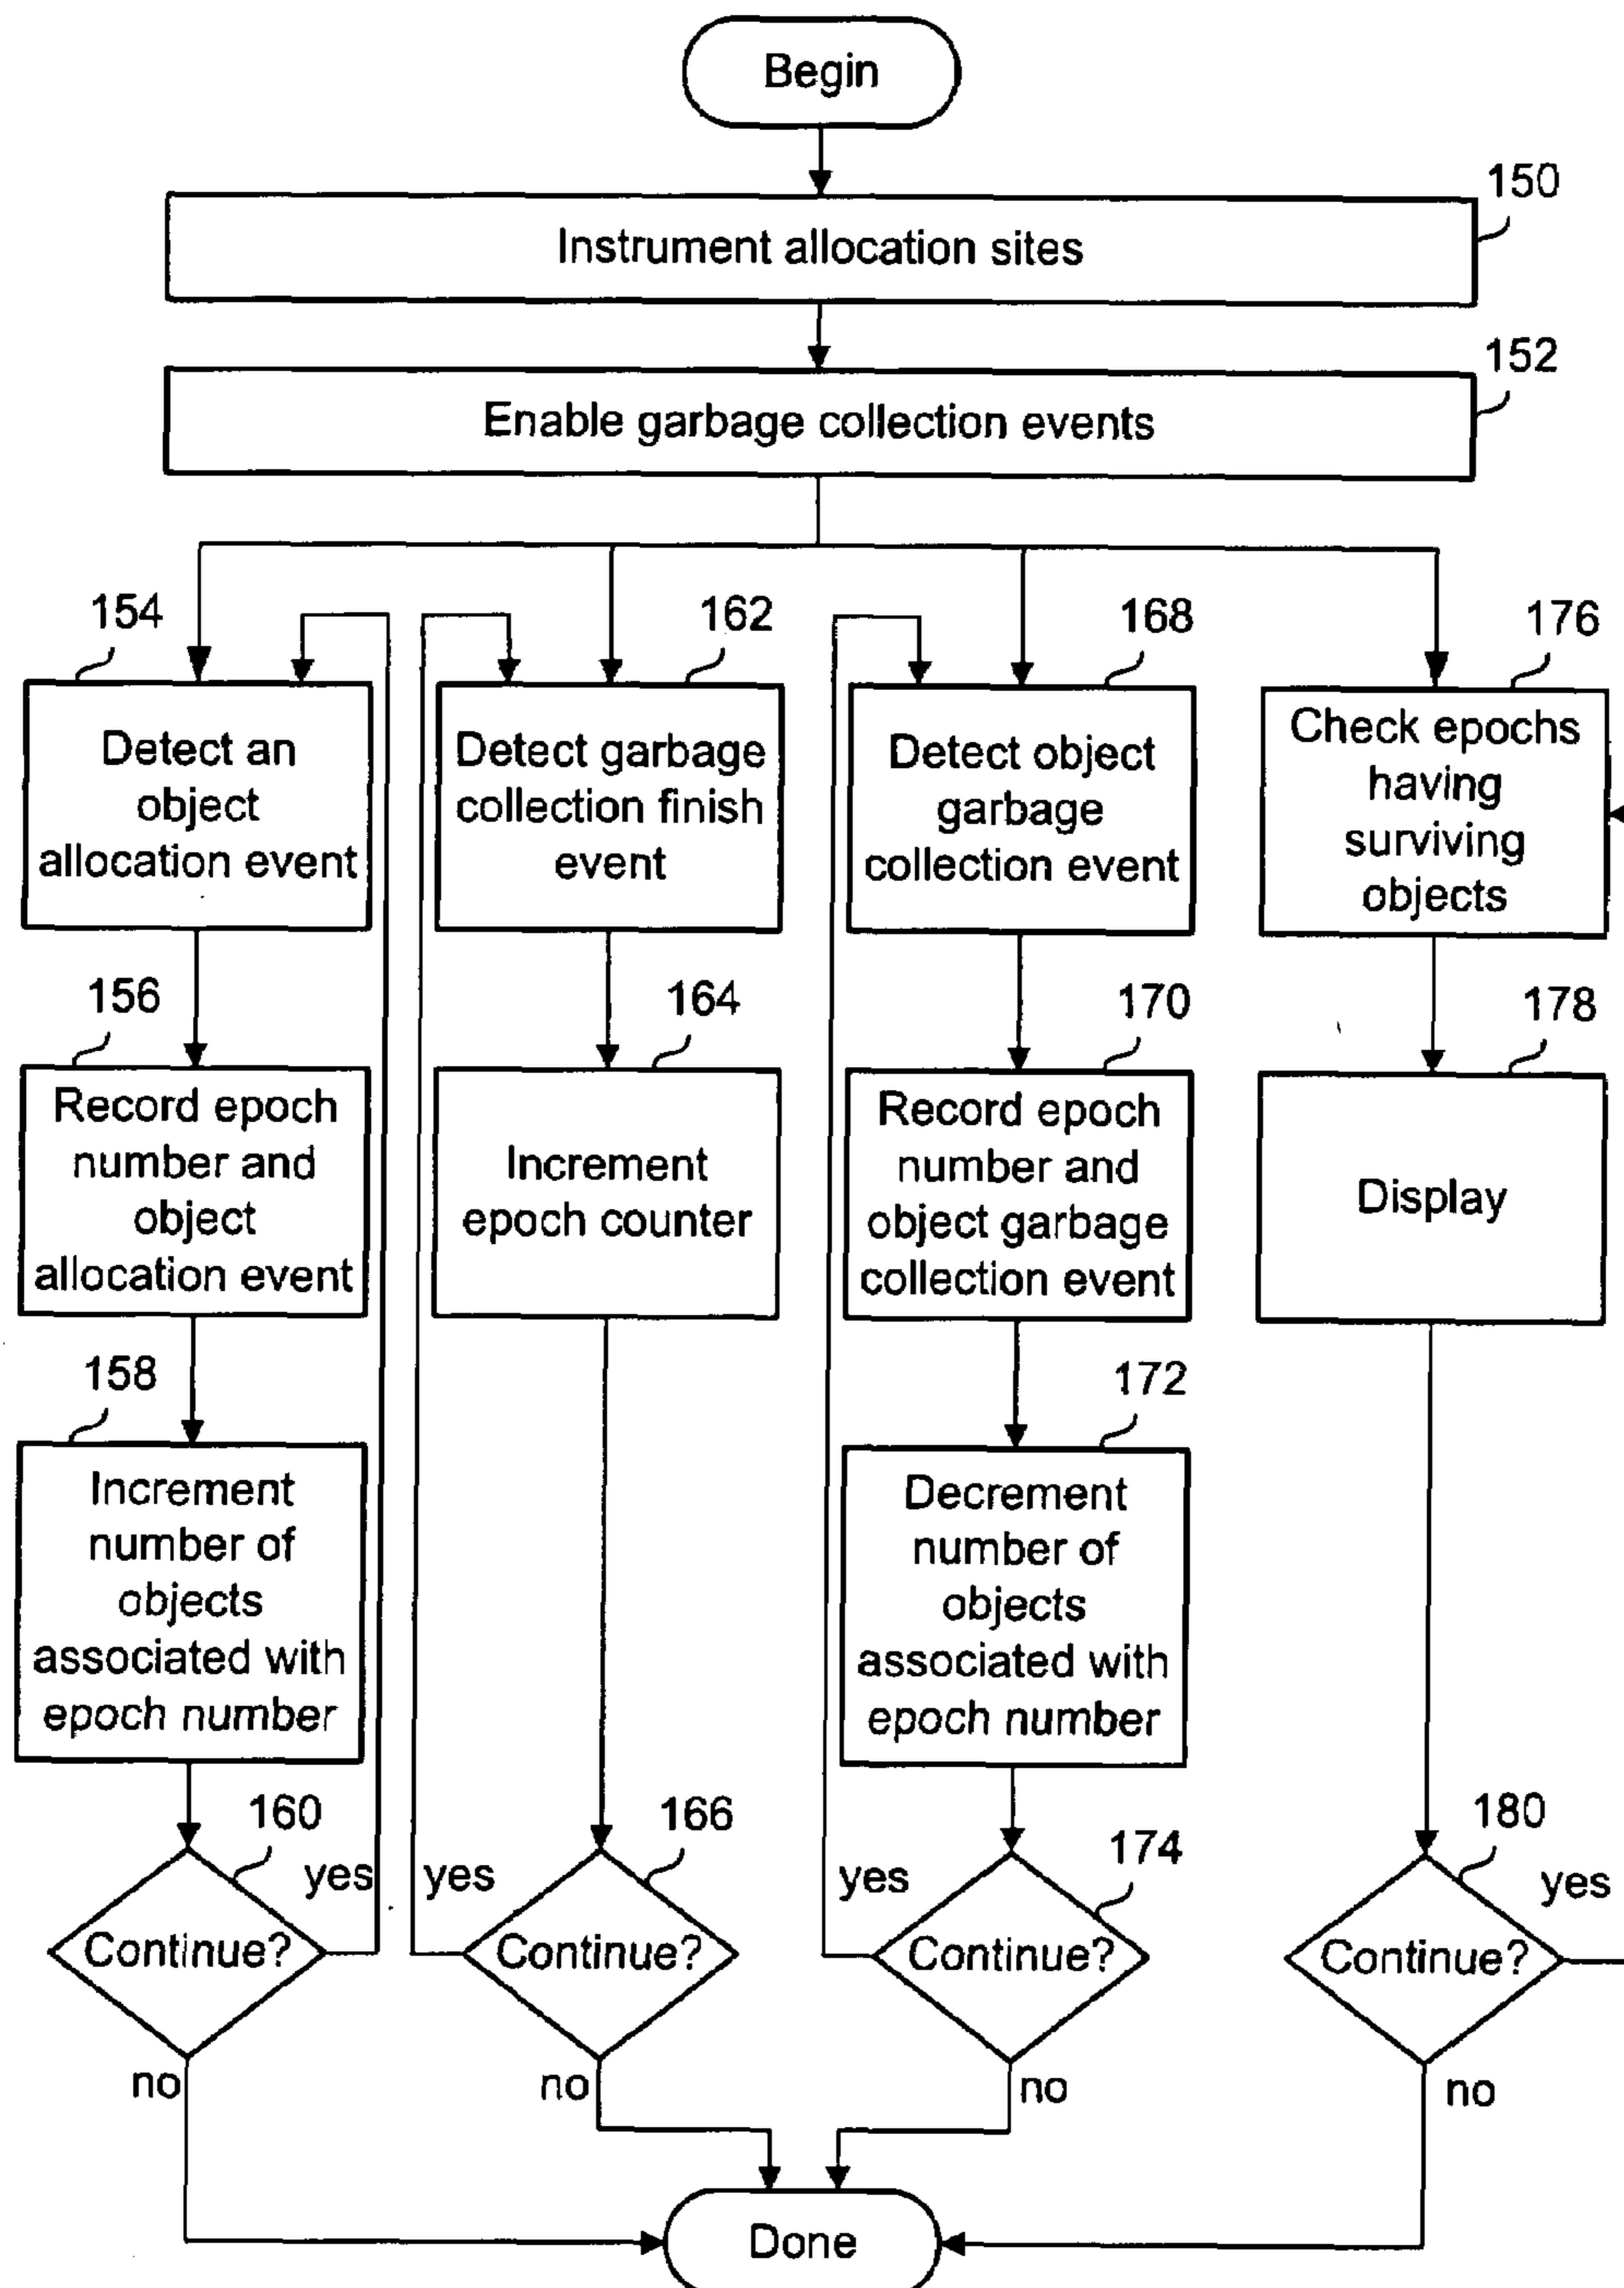 Begin
150
Instrument allocation sites
152
Enable garbage collection events
154
Detect an
object
allocation event
156
Record epoch
number and
object
allocation event
158
Increment
number of
objects
associated with
epoch number
160
Continue?
yes
no
162
Detect garbage
collection finish
event
164
Increment
epoch counter
166
Continue?
yes
no
168
Detect object
garbage
collection event
170
Record epoch
number and
object garbage
collection event
172
Decrement
number of
objects
associated with
epoch number
174
Continue?
yes
no
176
Check epochs
having
surviving
objects
178
Display
180
Continue?
yes
no
Done